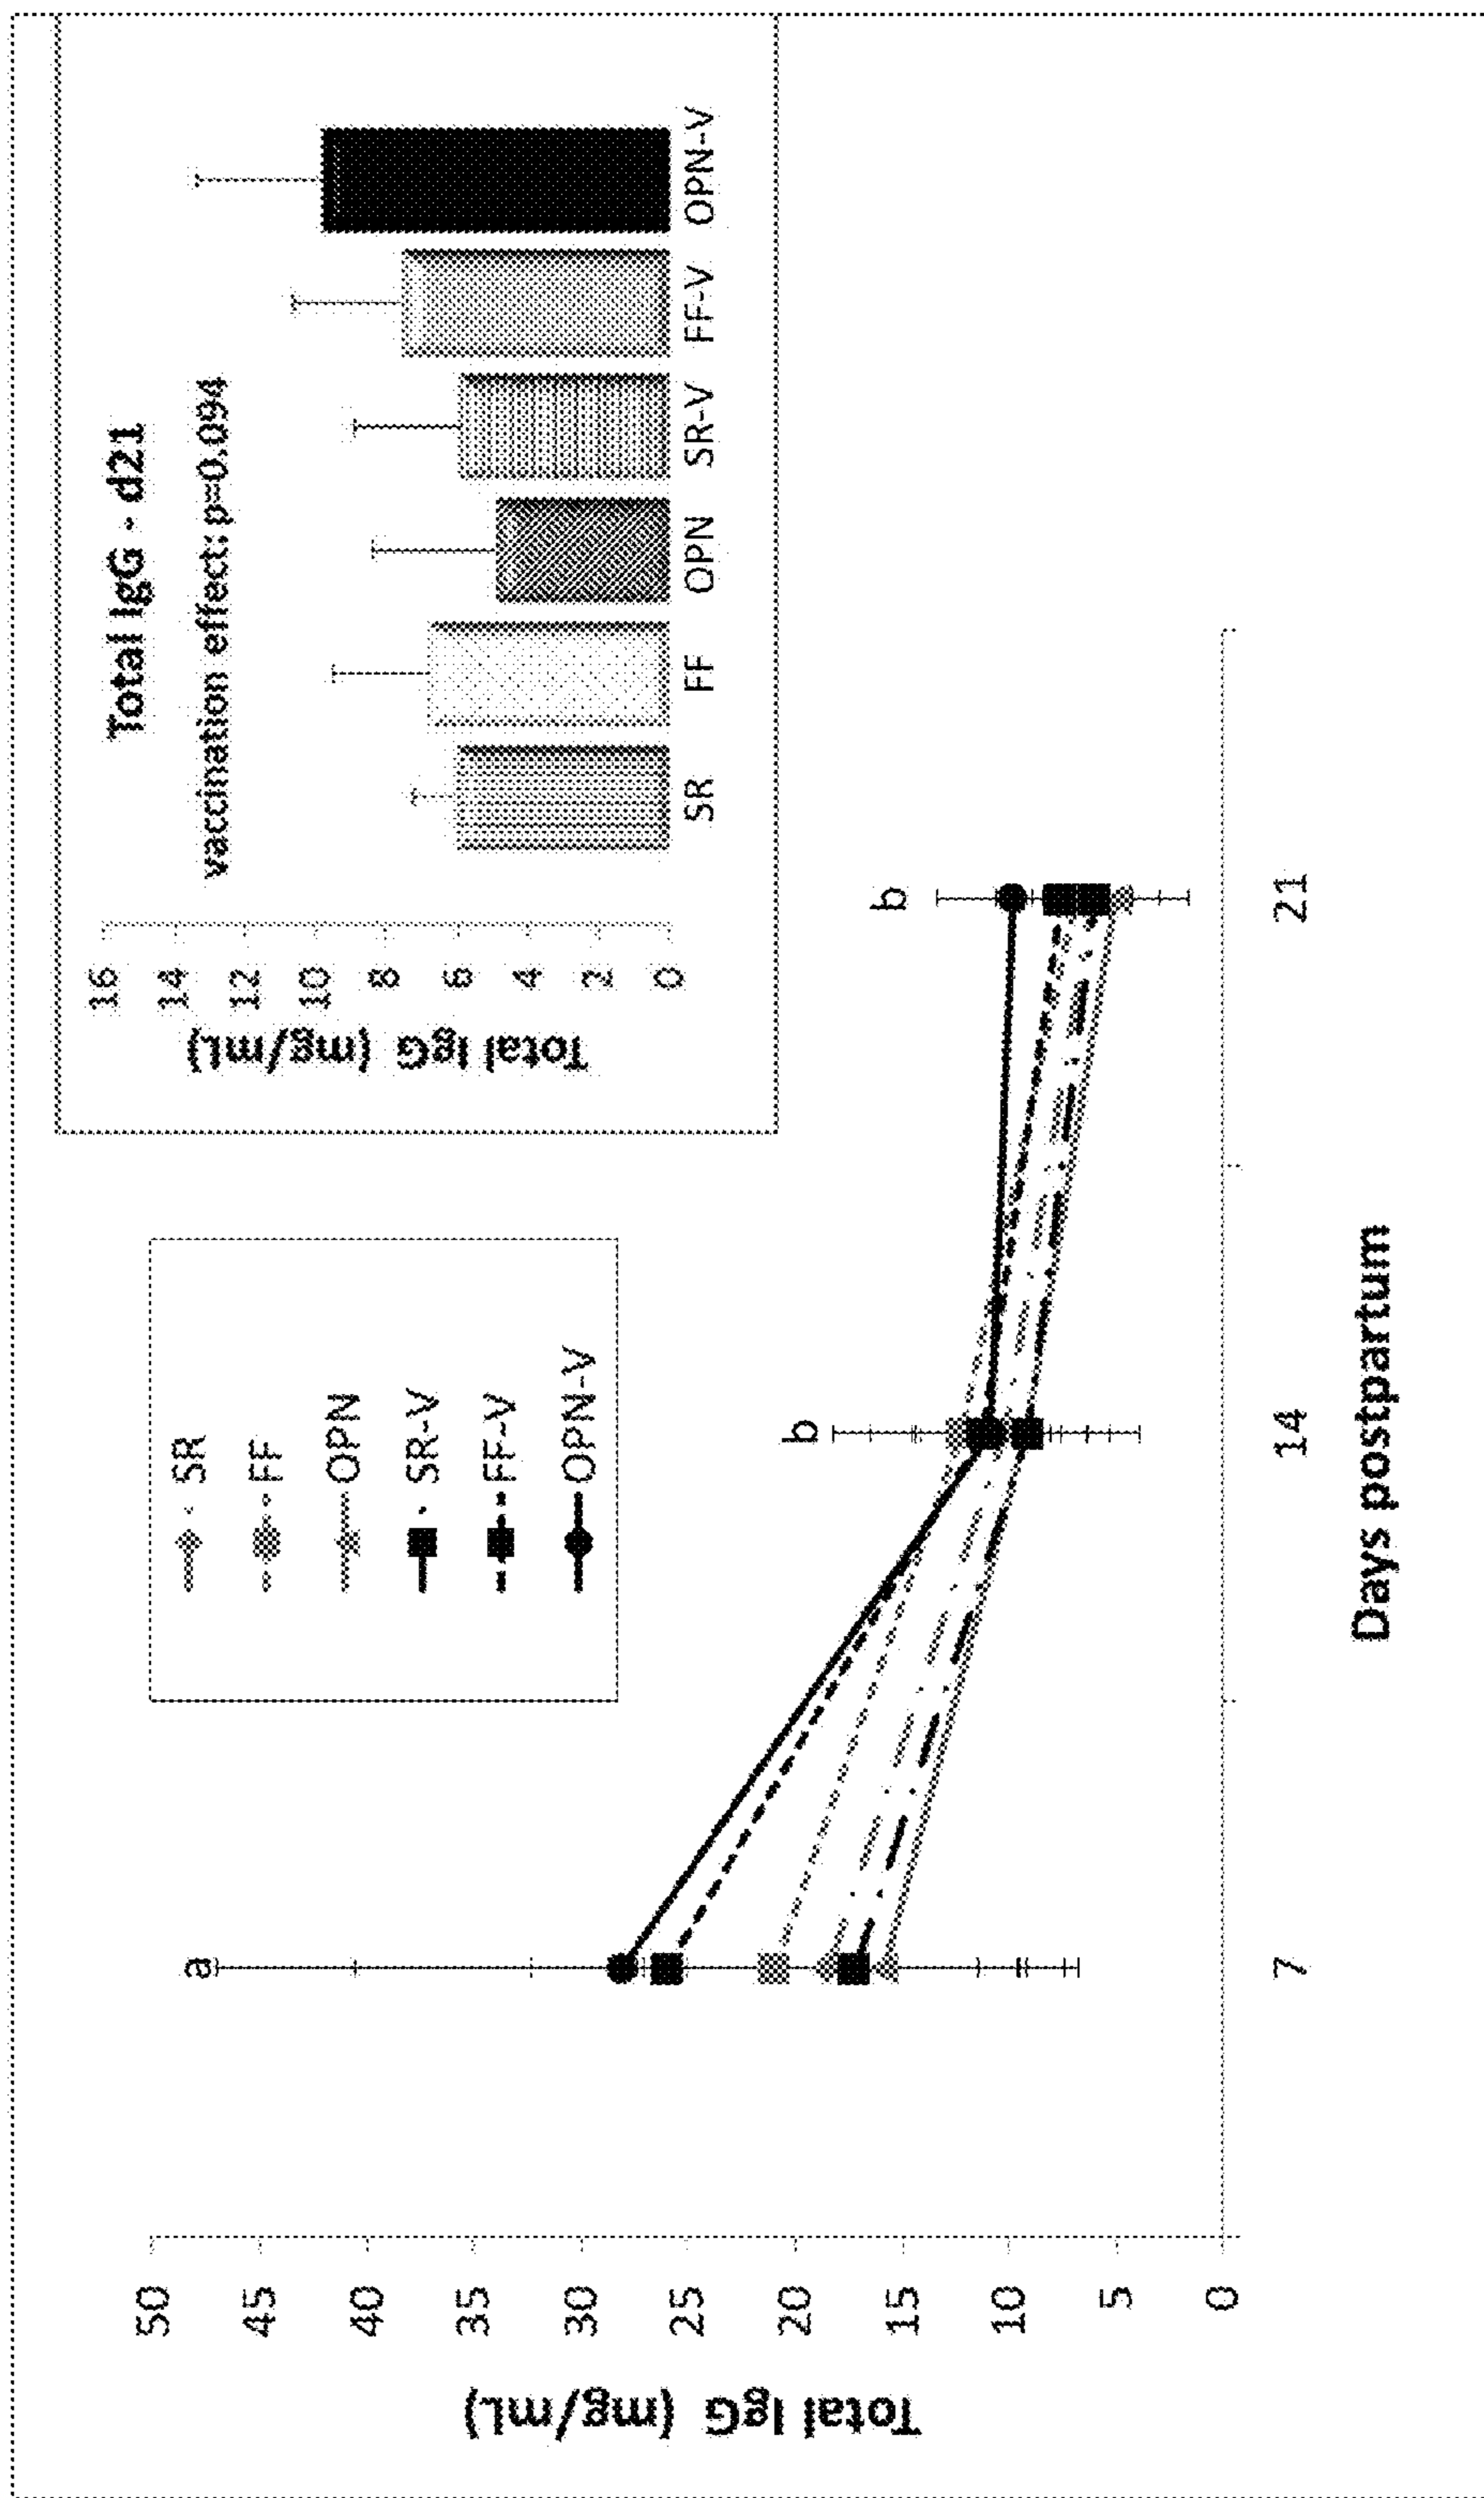 Total IgG (mg/mL)
50
45
40
35
30
25
20
15
10
5
0
a
b
b
7
14
21
Days postpartum
SR
FF
OPN
SR-V
FF-V
OPN-V
Total IgG - d21
vaccination effect: p=0.094
Total IgG (mg/mL)
16
14
12
10
8
6
4
2
0
SR
FF
OPN
SR-V
FF-V
OPN-V